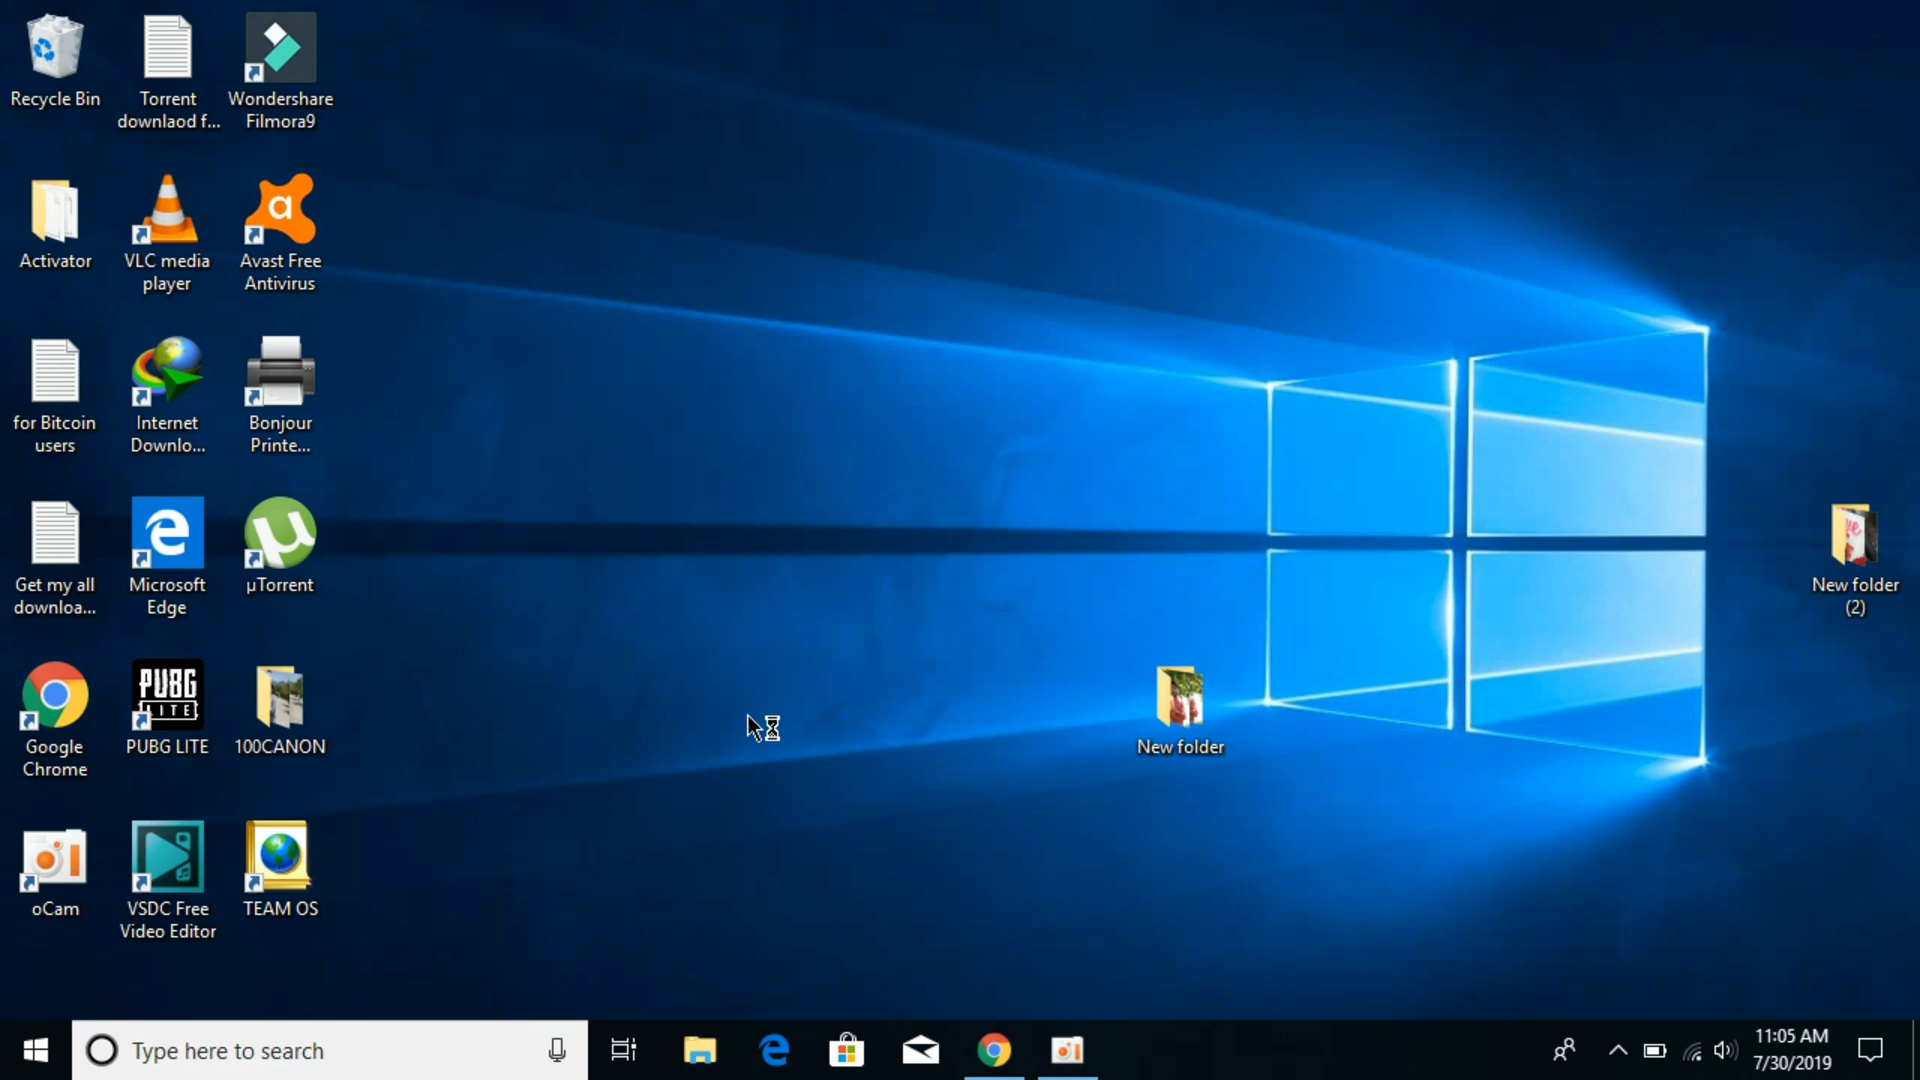 Recycle Bin
Torrent
downlaod f...
Wondershare
Filmora9
Activator
VLC media
player
a
Avast Free
Antivirus
for Bitcoin
users
Internet
Downlo...
Bonjour
Printe...
Get my all
downloa...
Microsoft
Edge
µTorrent
Google
Chrome
PUBG
LITE
PUBG LITE
100CANON
New folder
New folder
(2)
oCam
VSDC Free
Video Editor
TEAM OS
Type here to search
11:05 AM
7/30/2019